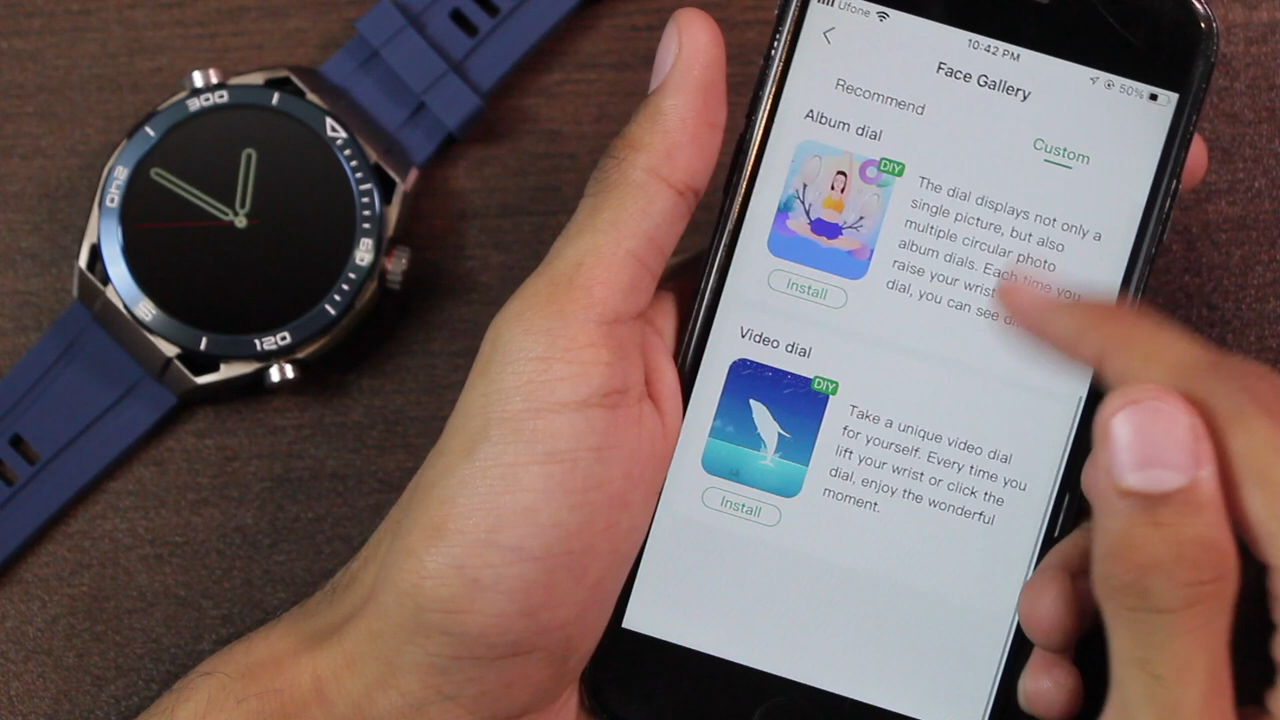 Ufone
10:42 PM
50%
Face Gallery
Recommend
Custom
Album dial
DIY
The dial displays not only a
single picture, but also
multiple circular photo
album dials. Each time you
raise your wrist
dial, you can see
Install
Video dial
DIY
Take a unique video dial
for yourself. Every time you
lift your wrist or click the
dial, enjoy the wonderful
moment.
Install
300
240
60
120